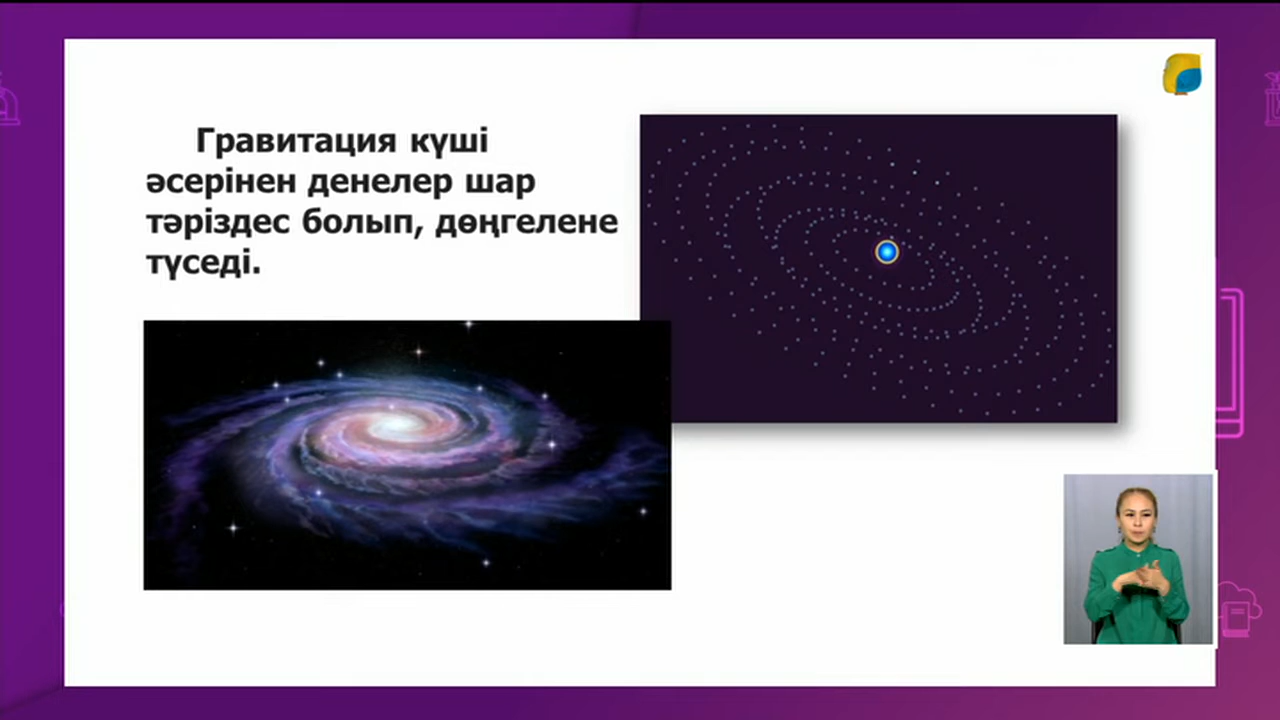 Гравитация күші
әсерінен денелер шар
тәріздес болып, дөңгелене
түседі.